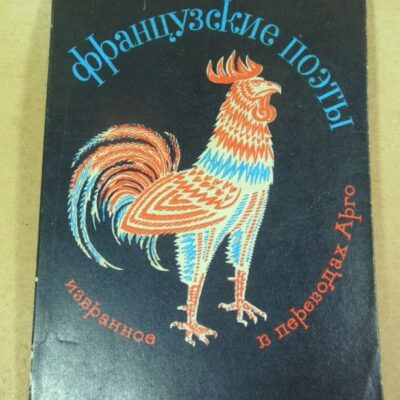 французские поэты
избранное
в переводах Арго